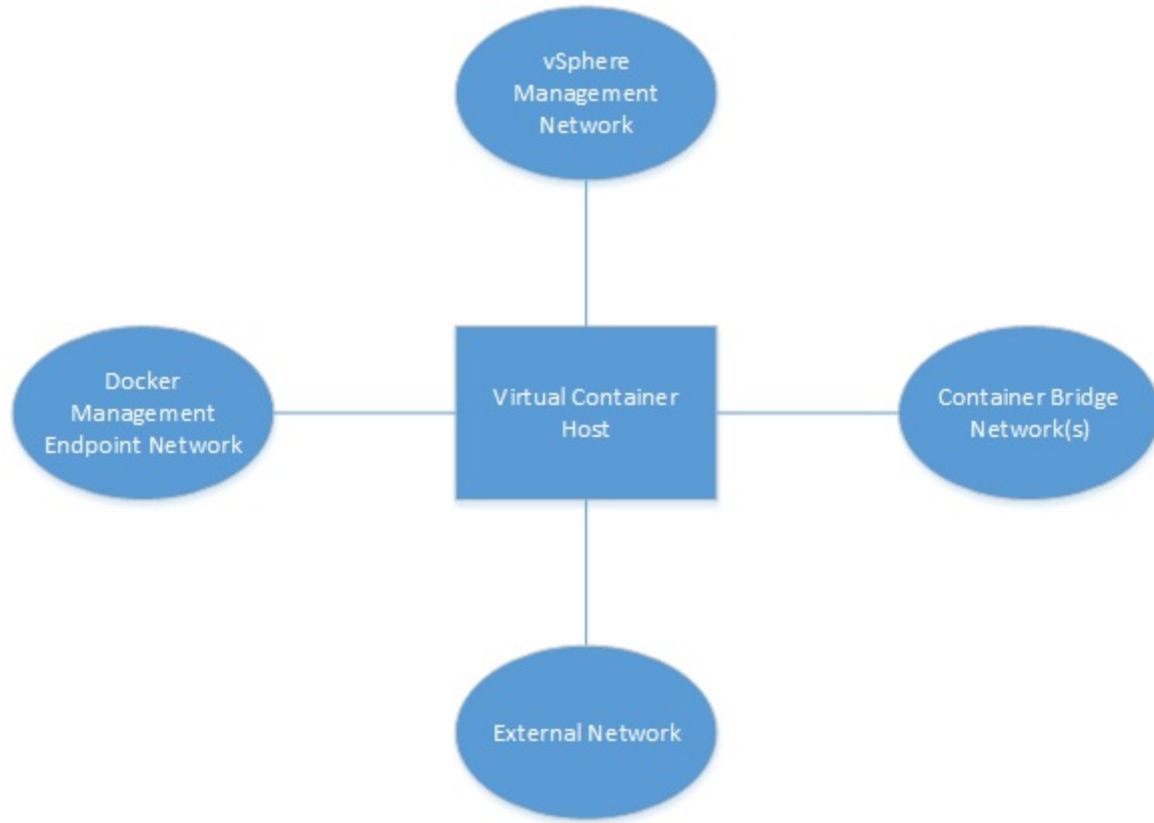 vSphere
Management
Network
Docker
Management
Endpoint Network
Virtual Container
Host
Container Bridge
Network(s)
External Network